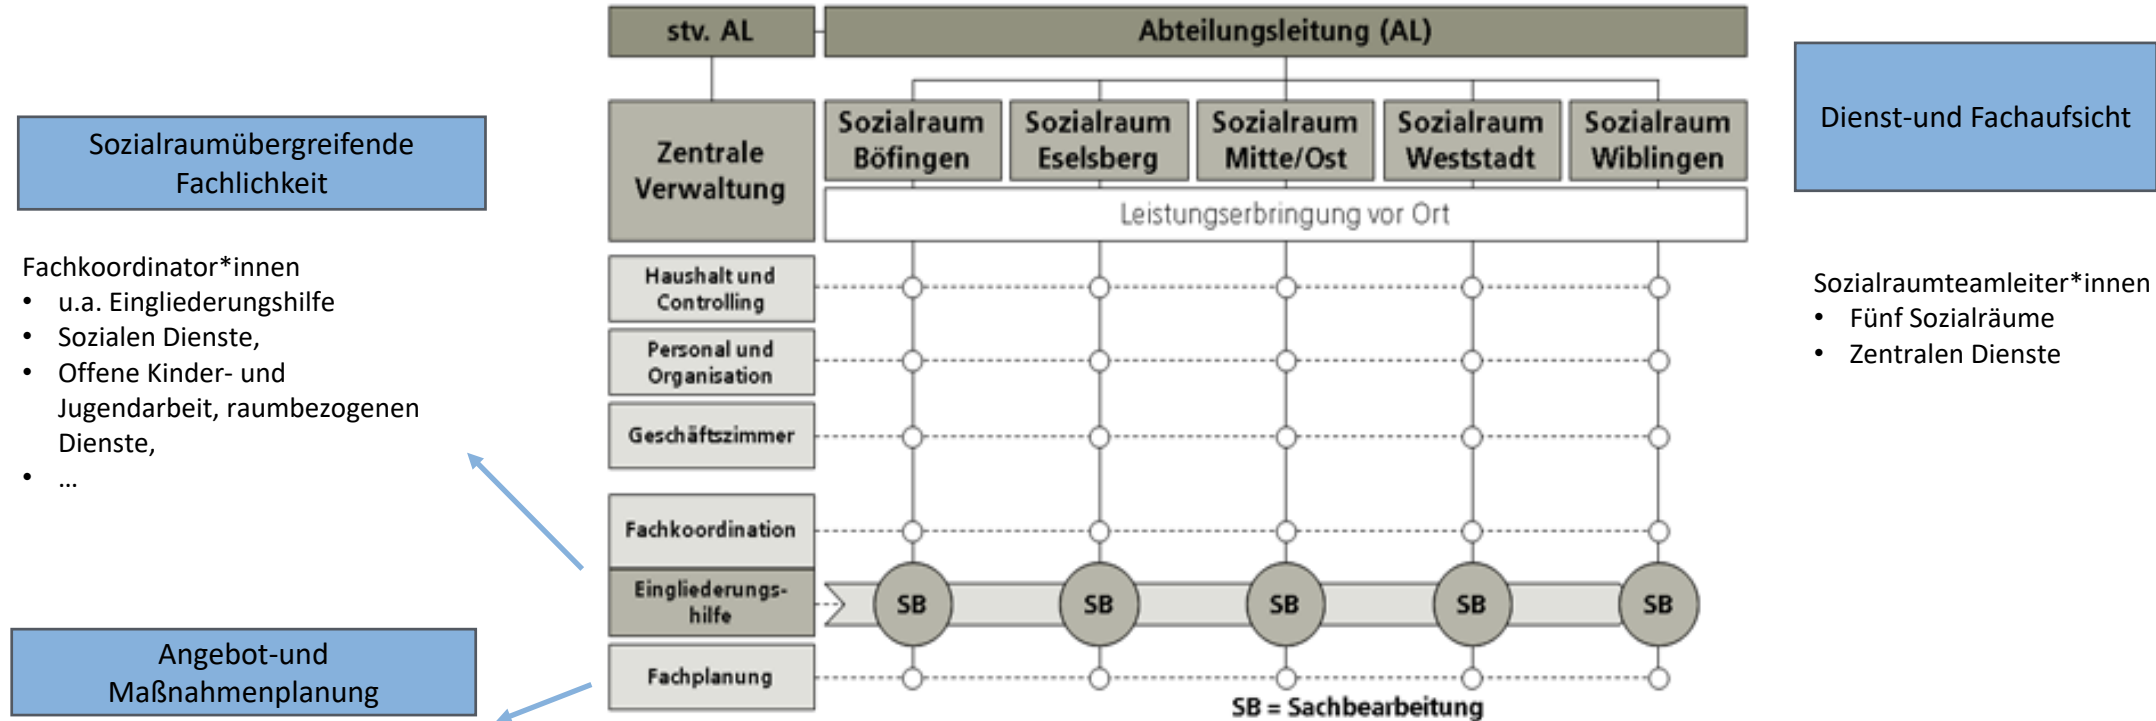 stv. AL
Abteilungsleitung (AL)
Sozialraumübergreifende
Fachlichkeit
Fachkoordinator*innen
• u.a. Eingliederungshilfe
• Sozialen Dienste,
• Offene Kinder- und
Jugendarbeit, raumbezogenen
Dienste,
• ...
Angebot-und
Maßnahmenplanung
Zentrale
Verwaltung
Sozialraum
Böfingen
Sozialraum
Eselsberg
Sozialraum
Mitte/Ost
Sozialraum
Weststadt
Sozialraum
Wiblingen
Leistungserbringung vor Ort
Haushalt und
Controlling
Personal und
Organisation
Geschäftszimmer
Fachkoordination
Eingliederungs-
hilfe
SB
SB
SB
SB
SB
Fachplanung
SB = Sachbearbeitung
Dienst-und Fachaufsicht
Sozialraumteamleiter*innen
• Fünf Sozialräume
• Zentralen Dienste